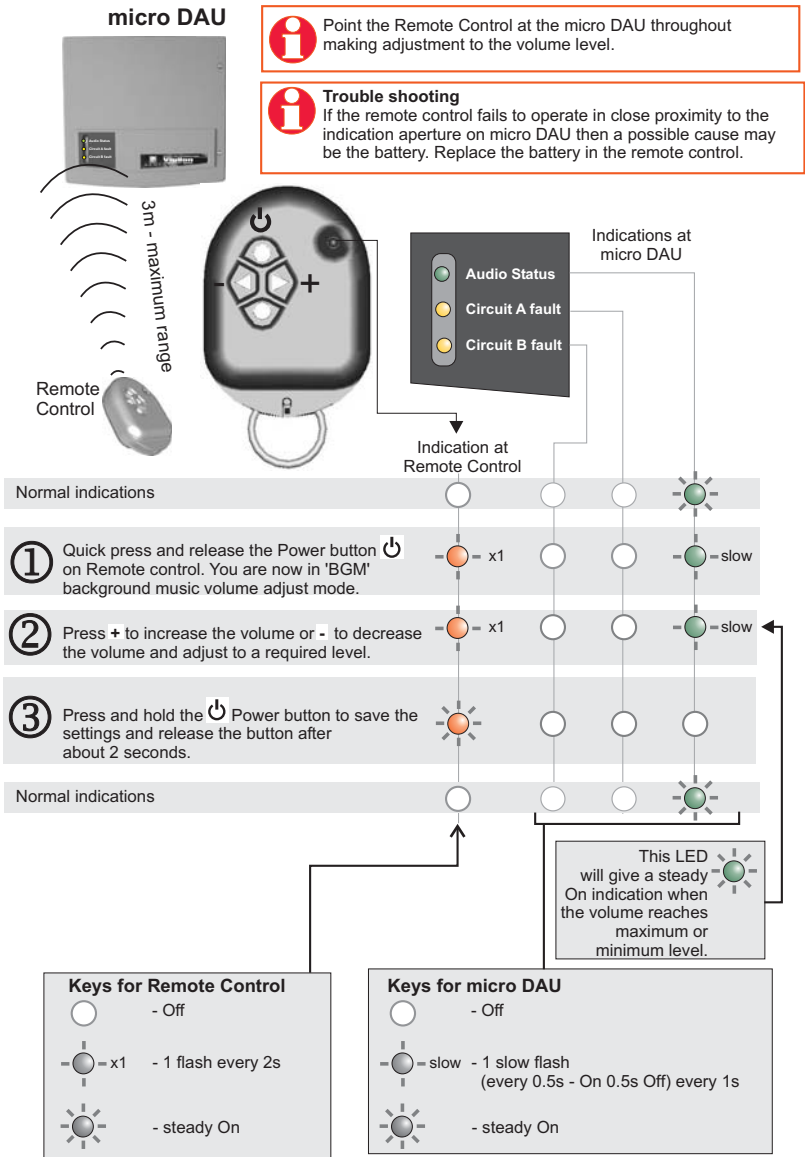 micro DAU
Point the Remote Control at the micro DAU throughout
making adjustment to the volume level.
Trouble shooting
If the remote control fails to operate in close proximity to the
indication aperture on micro DAU then a possible cause may
be the battery. Replace the battery in the remote control.
Audio Status
Circuit A fault
Circuit B fault
3m - maximum range
Remote
Control
- +
Indications at
micro DAU
Audio Status
Circuit A fault
Circuit B fault
Indication at
Remote Control
Normal indications
1 Quick press and release the Power button
on Remote control. You are now in 'BGM'
background music volume adjust mode.
x1
slow
2 Press + to increase the volume or - to decrease
the volume and adjust to a required level.
x1
slow
3 Press and hold the Power button to save the
settings and release the button after
about 2 seconds.
Normal indications
This LED
will give a steady
On indication when
the volume reaches
maximum or
minimum level.
Keys for Remote Control
- Off
x1 - 1 flash every 2s
- steady On
Keys for micro DAU
- Off
slow - 1 slow flash
(every 0.5s - On 0.5s Off) every 1s
- steady On